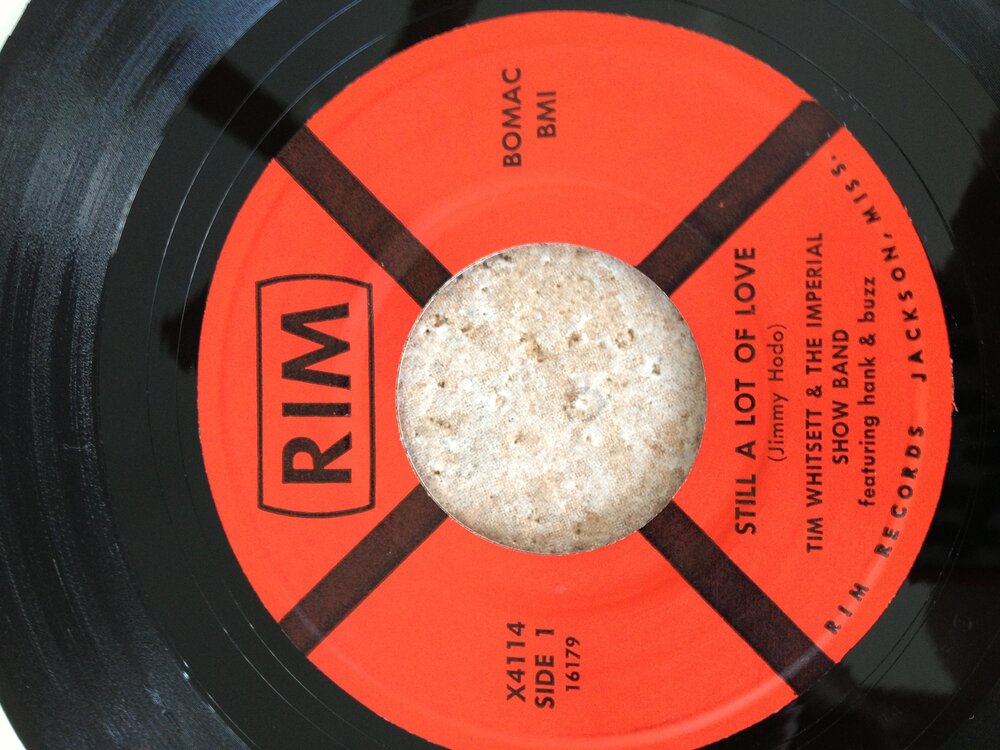 RIM
X4114
SIDE 1
16179
BOMAC
BMI
STILL A LOT OF LOVE
(Jimmy Hodo)
TIM WHITSETT & THE IMPERIAL
SHOW BAND
featuring hank & buzz
RIM RECORDS JACKSON, MISS.